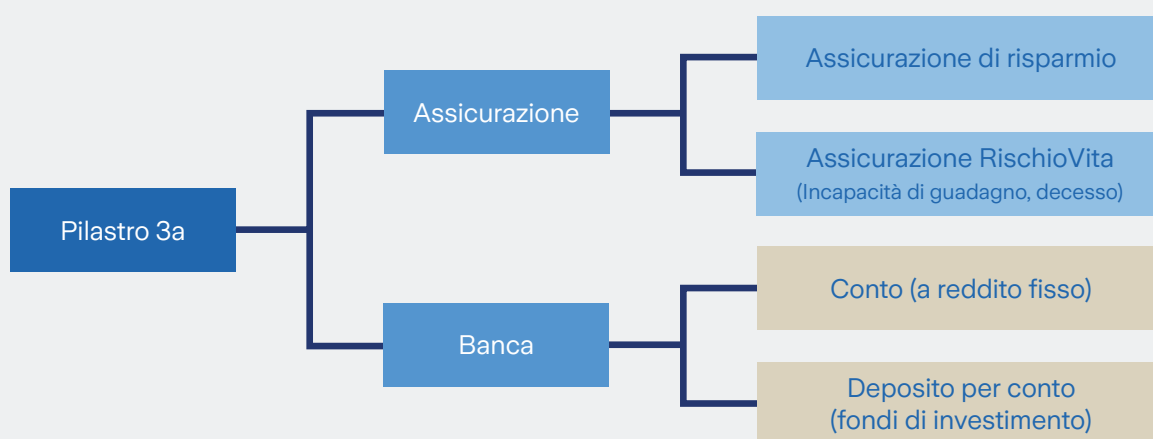 Pilastro 3a
Assicurazione
Assicurazione di risparmio
Assicurazione RischioVita
(Incapacità di guadagno, decesso)
Banca
Conto (a reddito fisso)
Deposito per conto
(fondi di investimento)